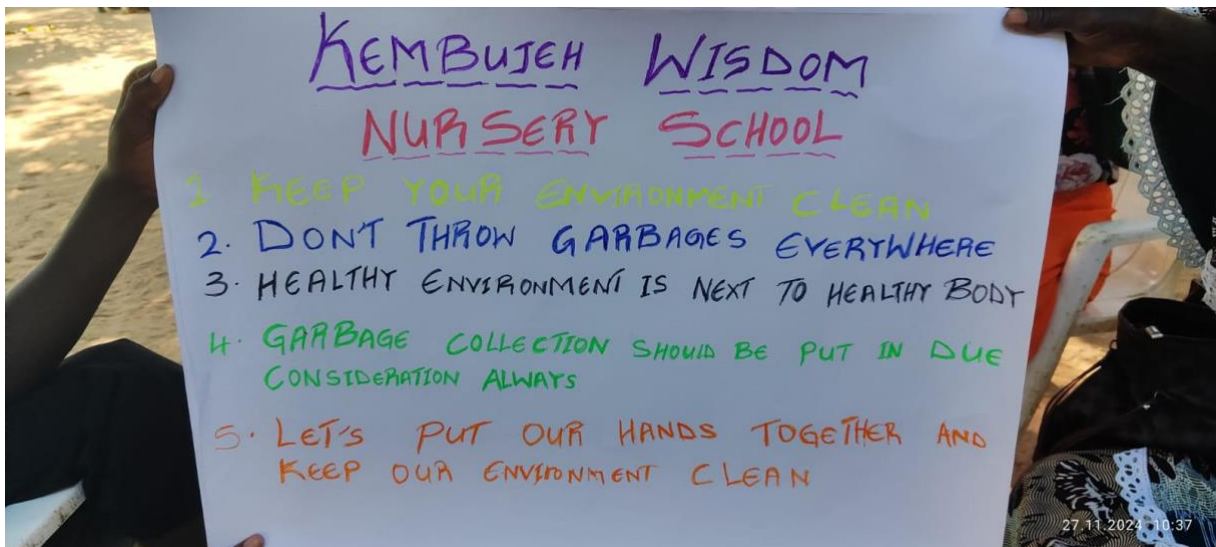 KEMBUJEH WISDOM
NURSERY SCHOOL
1 KEEP YOUR ENVIRONMENT CLEAN
2. DON'T THROW GARBAGES EVERYWHERE
3. HEALTHY ENVIRONMENT IS NEXT TO HEALTHY BODY
4. GARBAGE COLLECTION SHOULD BE PUT IN DUE
CONSIDERATION ALWAYS
5. LET'S PUT OUR HANDS TOGETHER AND
KEEP OUR ENVIRONMENT CLEAN
27.11.2024 10:37